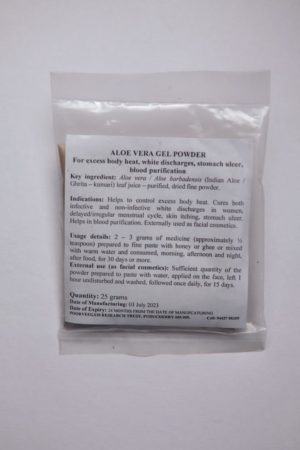 ALOE VERA GEL POWDER
For excess body heat, white discharges, stomach ulcer,
blood purification
Key ingredient: Aloe vera / Aloe barbadensis (Indian Aloe /
Ghrita – kumari) leaf juice – purified, dried fine powder.
Indications: Helps to control excess body heat. Cures both
infective and non-infective white discharges in women,
delayed/irregular menstrual cycle, skin itching, stomach ulcer.
Helps in blood purification. Externally used as facial cosmetics.
Usage details: 2 – 3 grams of medicine (approximately ½
teaspoon) prepared to fine paste with honey or ghee or mixed
with warm water and consumed, morning, afternoon and night,
after food, for 30 days or more.
External use (as facial cosmetics): Sufficient quantity of the
powder prepared to paste with water, applied on the face, left 1
hour undisturbed and washed, followed once daily, for 15 days.
Quantity: 25 grams
Date of Manufacturing: 03 July 2023
Date of Expiry: 24 MONTHS FROM THE DATE OF MANUFACTURING
RESEARCH TRUST, PUDUCHERRY 605 009. Cell: